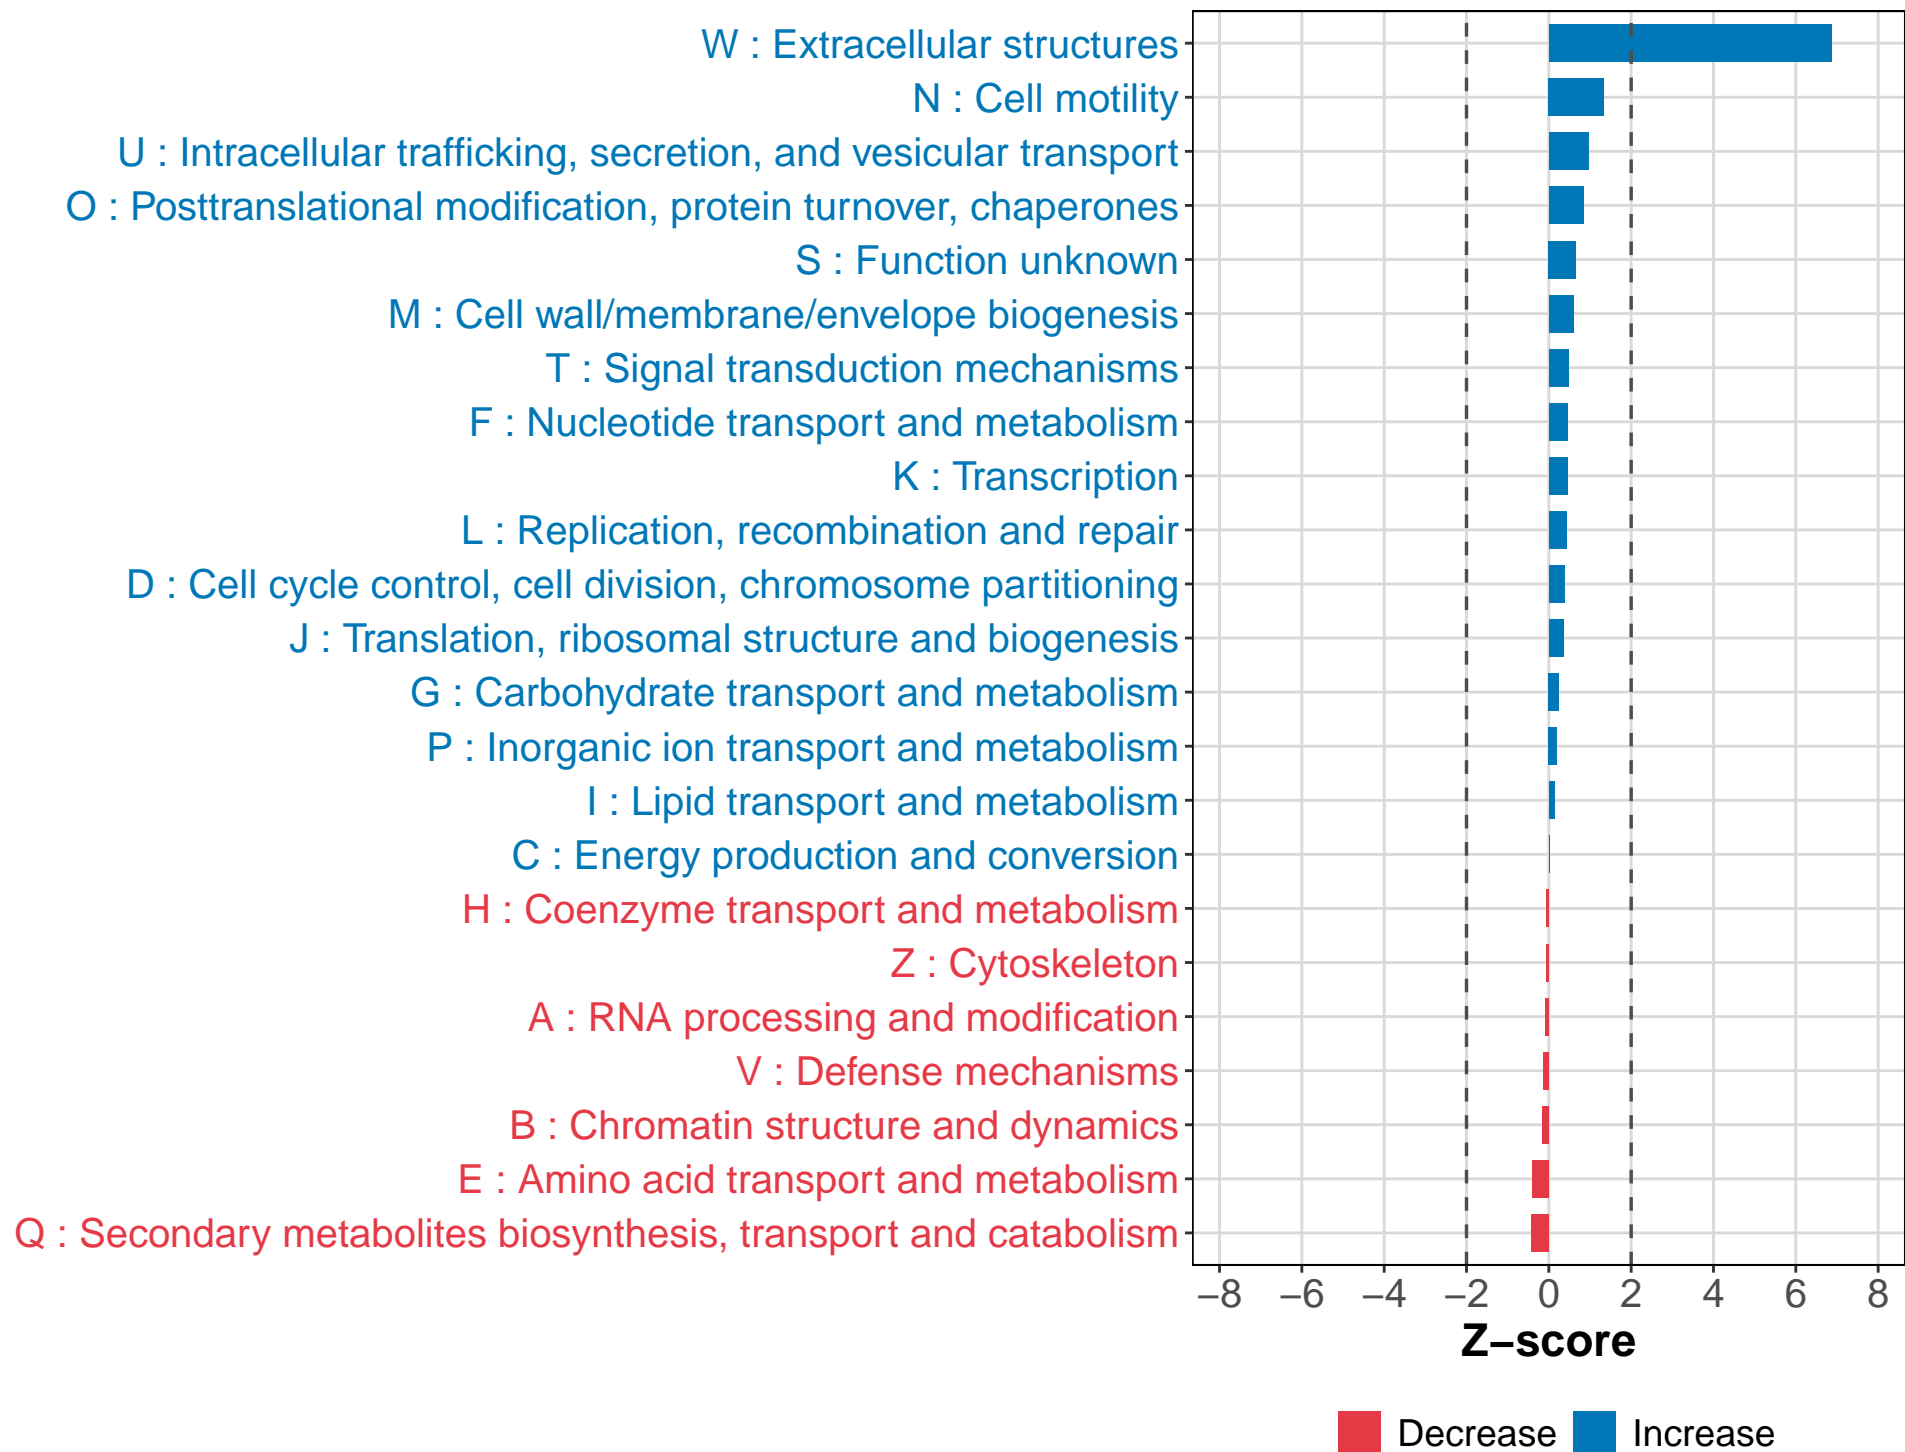 W : Extracellular structures
N : Cell motility
U : Intracellular trafficking, secretion, and vesicular transport
O : Posttranslational modification, protein turnover, chaperones
S : Function unknown
M : Cell wall/membrane/envelope biogenesis
T : Signal transduction mechanisms
F : Nucleotide transport and metabolism
K : Transcription
L : Replication, recombination and repair
D : Cell cycle control, cell division, chromosome partitioning
J : Translation, ribosomal structure and biogenesis
G : Carbohydrate transport and metabolism
P : Inorganic ion transport and metabolism
I : Lipid transport and metabolism
C : Energy production and conversion
H : Coenzyme transport and metabolism
Z : Cytoskeleton
A : RNA processing and modification
V : Defense mechanisms
B : Chromatin structure and dynamics
E : Amino acid transport and metabolism
Q : Secondary metabolites biosynthesis, transport and catabolism
−8 −6 −4 −2 0 2 4 6 8
Z−score
Decrease Increase